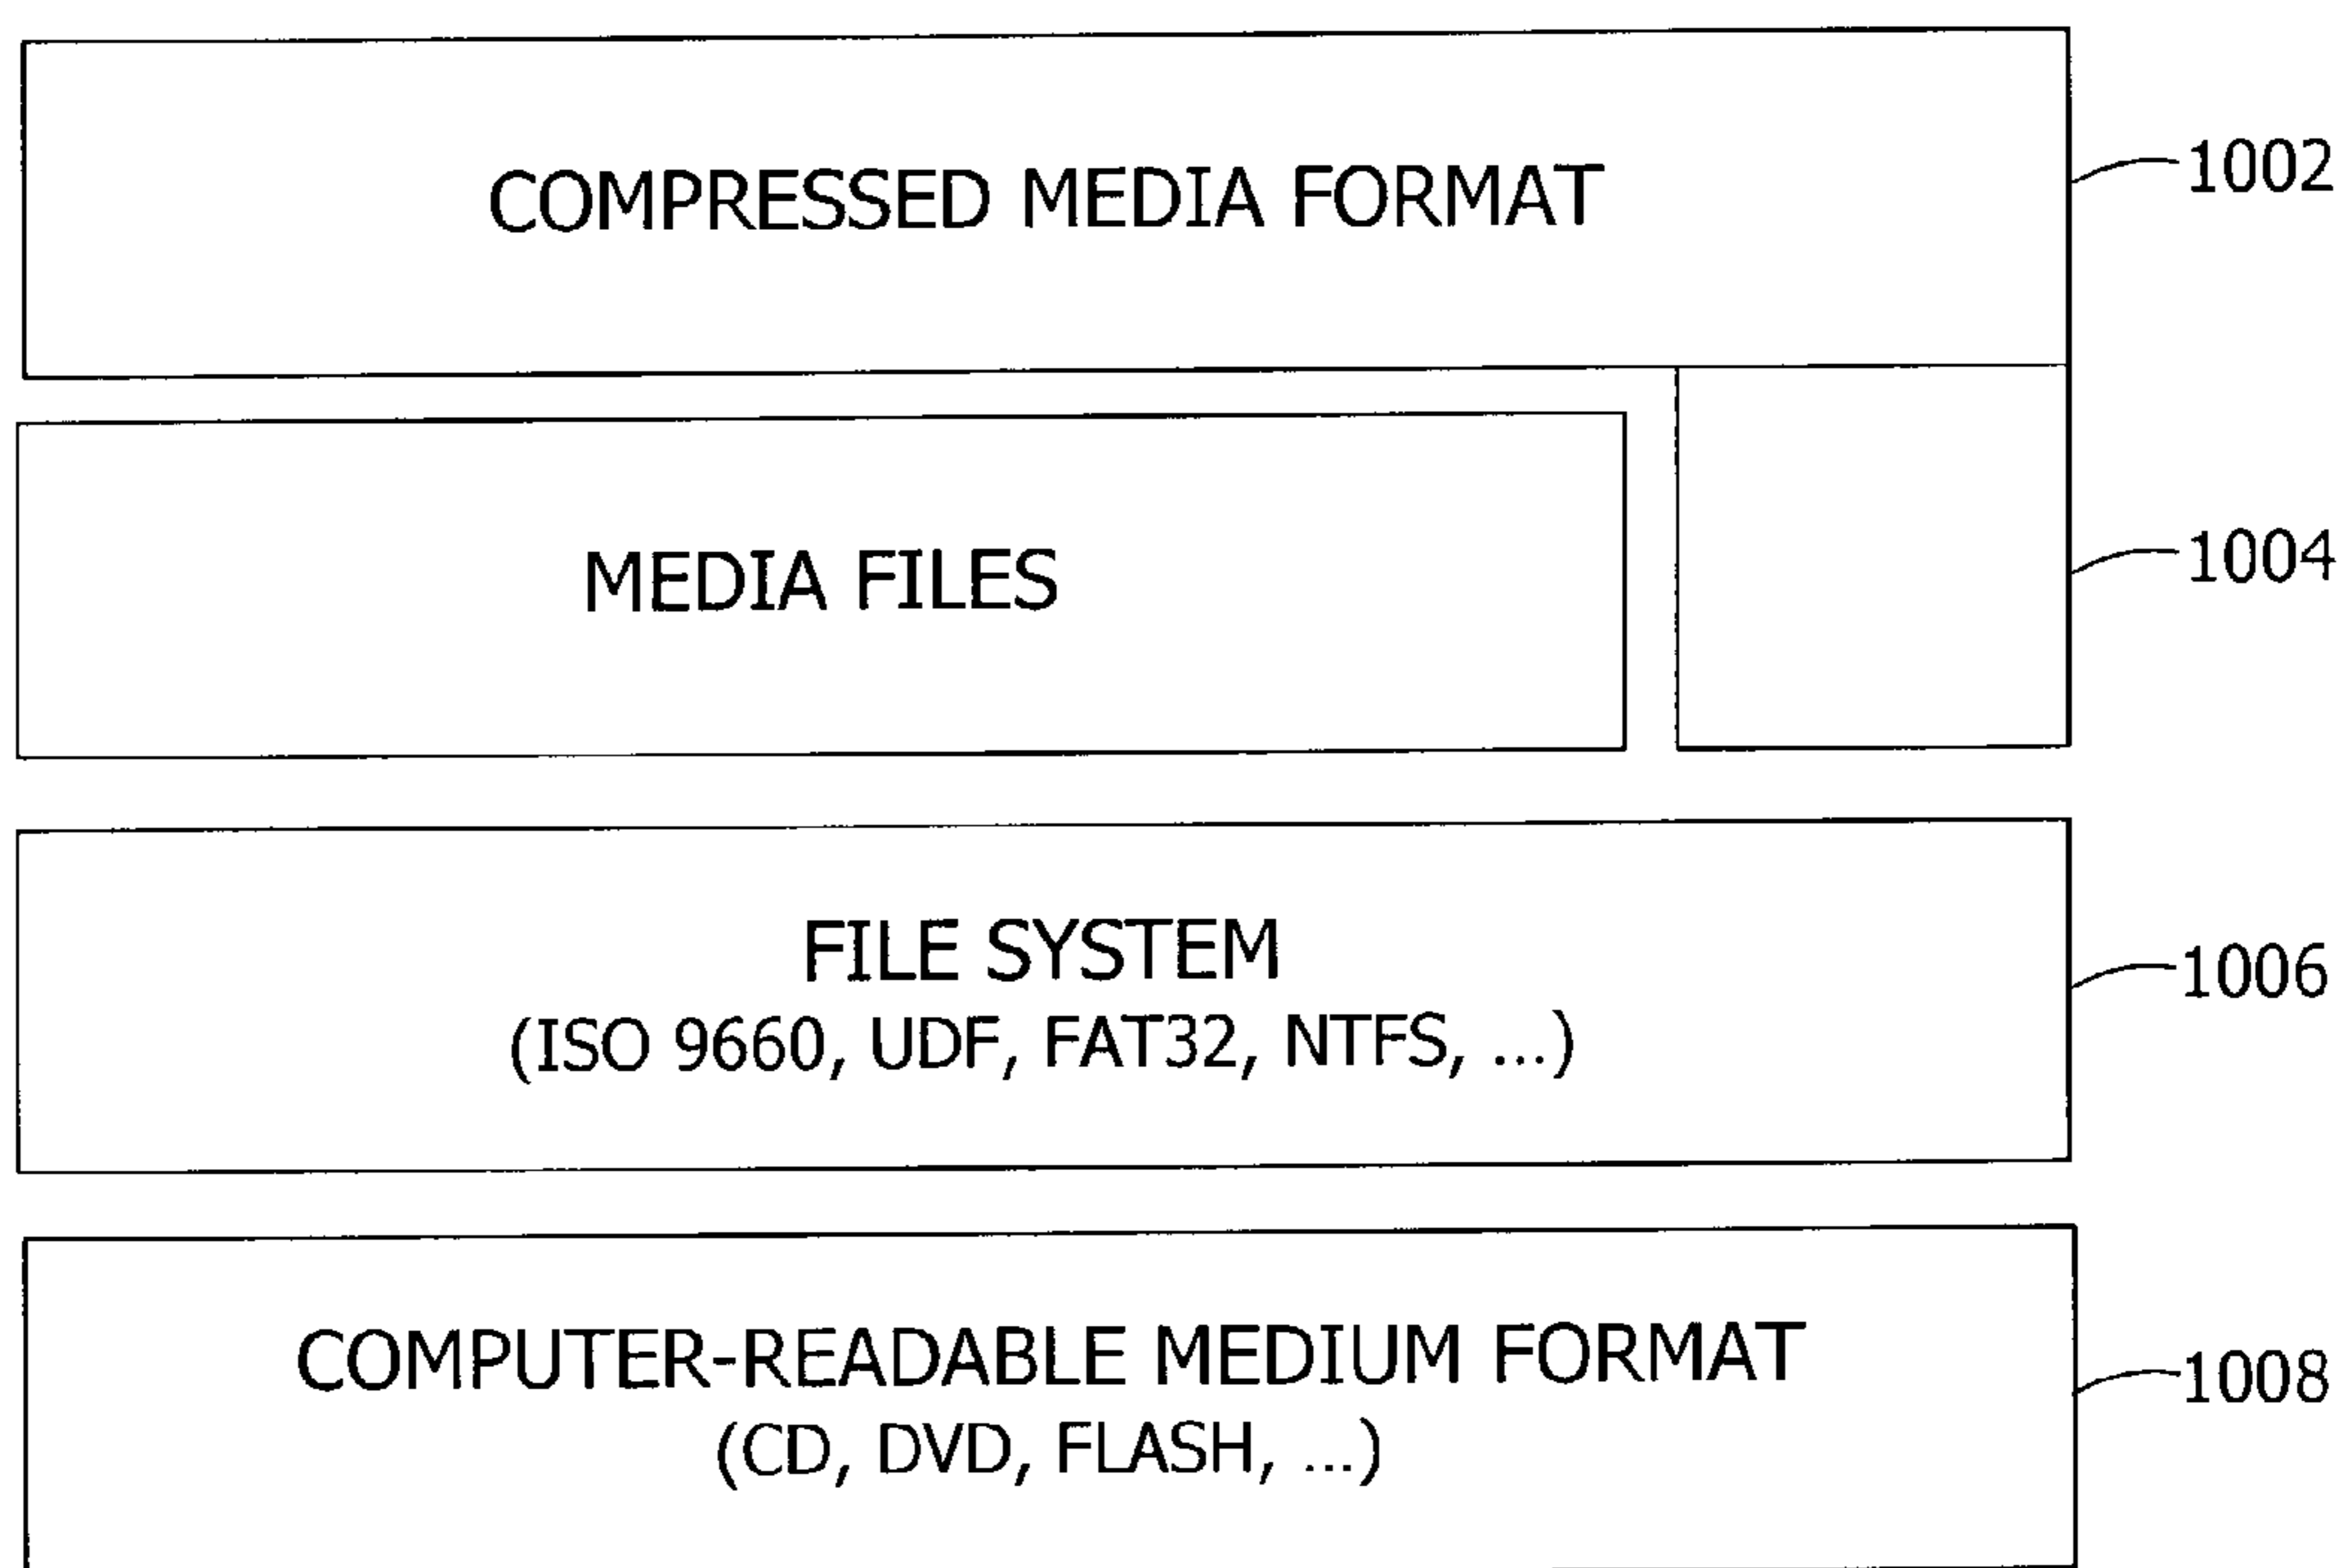 COMPRESSED MEDIA FORMAT
1002
MEDIA FILES
1004
FILE SYSTEM
(ISO 9660, UDF, FAT32, NTFS, ...)
1006
COMPUTER-READABLE MEDIUM FORMAT
(CD, DVD, FLASH, ...)
1008